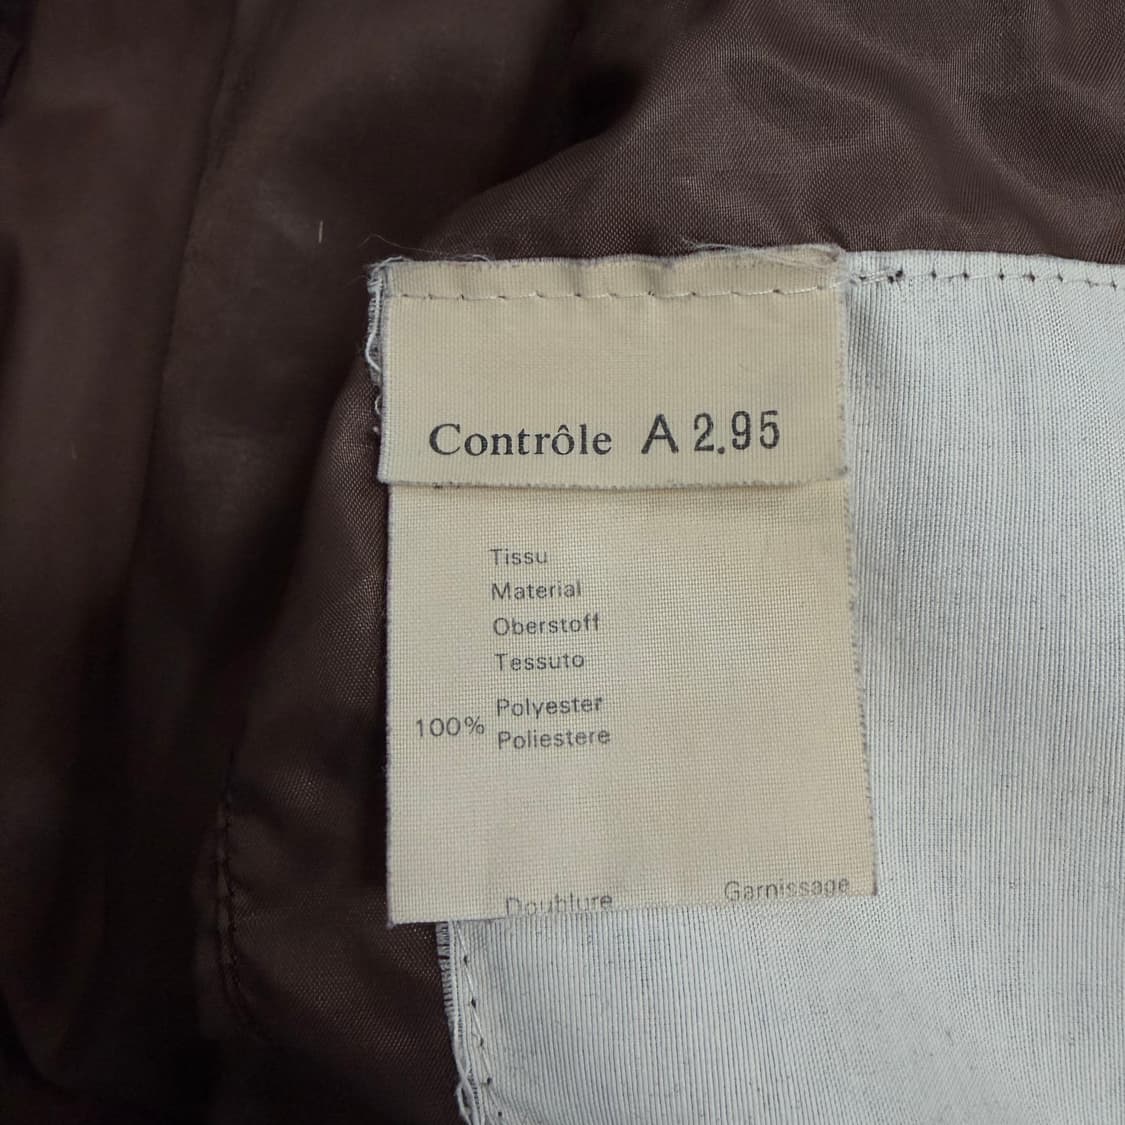 Contrôle A 2.95
Tissu
Material
Oberstoff
Tessuto
100% Polyester
Poliestere
Doublure Garnissage